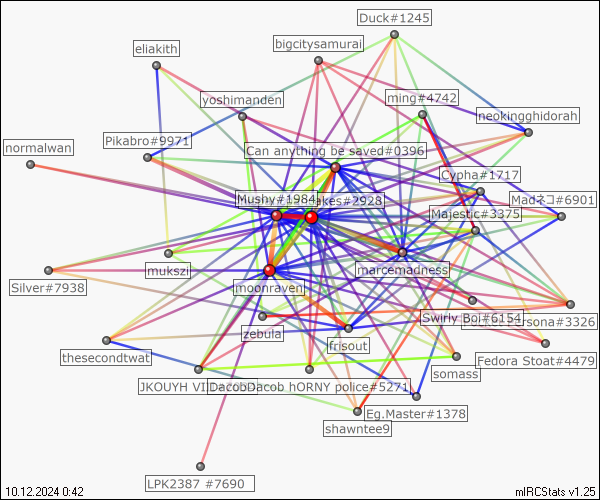 Duck#1245
bigcitysamurai
eliakith
ming#4742
yoshimanden
neokingghidorah
Pikabro#9971
normalwan
Can anything be saved#0396
Cypha#1717
Mushy#1984
akes#2928
Madネコ#6901
Majestic#3375
mukszi
marcemadness
moonraven
Silver#7938
Swirly Boi#6154
rsona#3326
zebula
frisout
thesecondtwat
Fedora Stoat#4479
somass
JKOUYH VI
DacobDacob hORNY police#5271
Eg.Master#1378
shawntee9
LPK2387 #7690
10.12.2024 0:42
mIRCStats v1.25